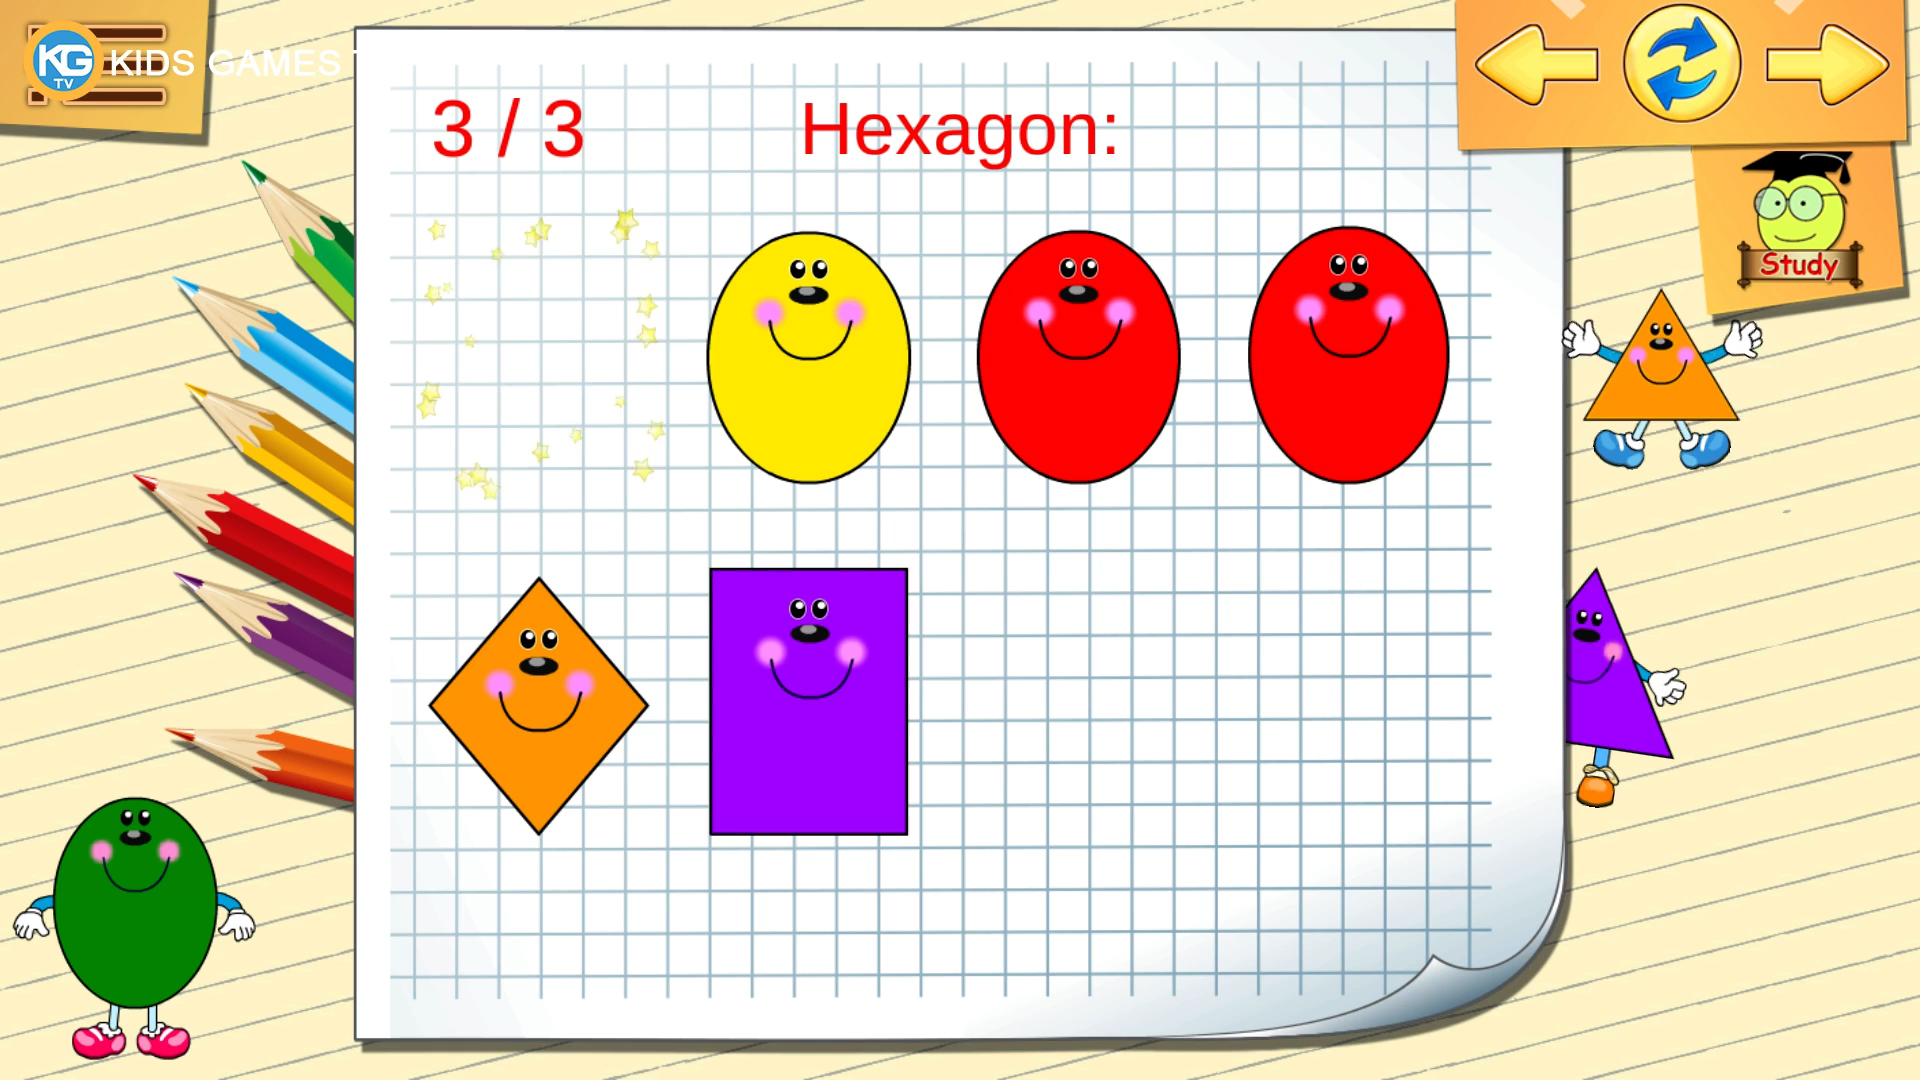 KG
TV
KIDS GAMES
3 / 3
Hexagon:
Study